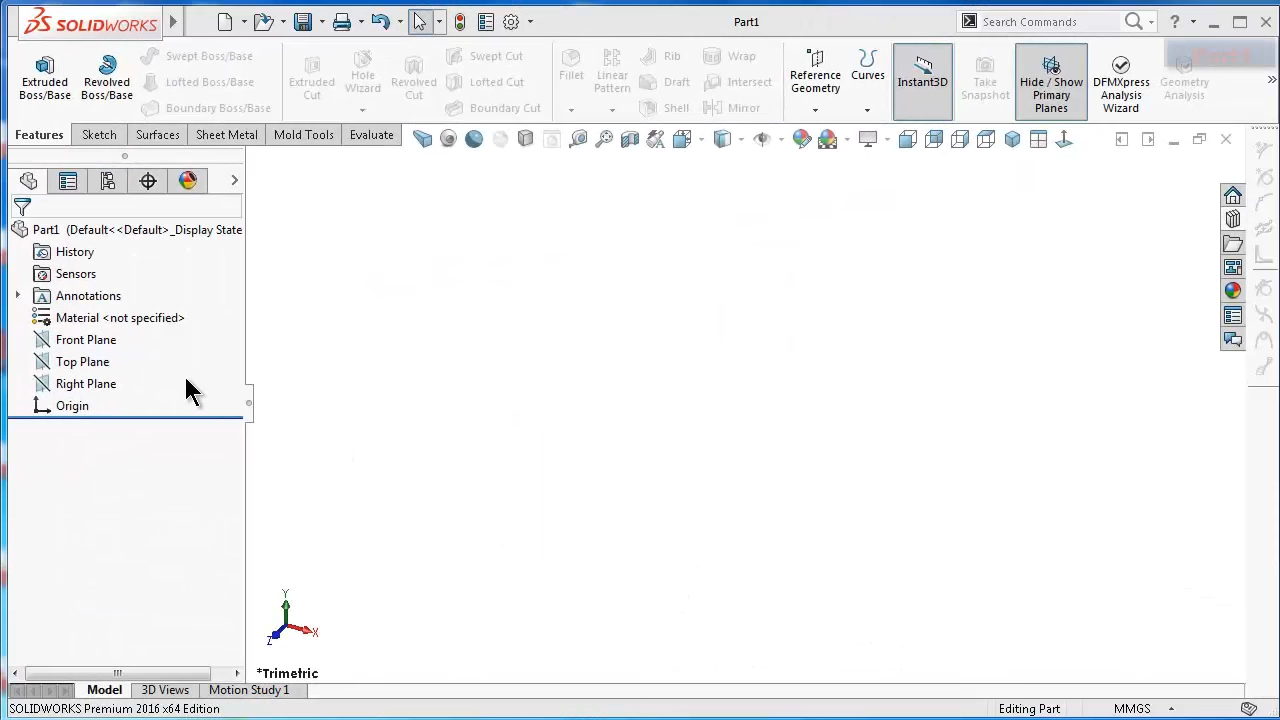 SOLIDWORKS
Part1
Search Commands
?
Extruded
Boss/Base
Revolved
Boss/Base
Swept Boss/Base
Lofted Boss/Base
Boundary Boss/Base
Extruded
Cut
Hole
Wizard
Revolved
Cut
Swept Cut
Lofted Cut
Boundary Cut
Fillet
Linear
Pattern
Rib
Draft
Shell
Wrap
Intersect
Mirror
Reference
Geometry
Curves
Instant3D
Take
Snapshot
Hide / Show
Primary
Planes
DFMXpress
Analysis
Wizard
Geometry
Analysis
Features
Sketch
Surfaces
Sheet Metal
Mold Tools
Evaluate
Part1 (Default<<Default>_Display State
History
Sensors
A Annotations
Material <not specified>
Front Plane
Top Plane
Right Plane
Origin
Y
X
Z
*Trimetric
Model
3D Views
Motion Study 1
SOLIDWORKS Premium 2016 x64 Edition
Editing Part
MMGS